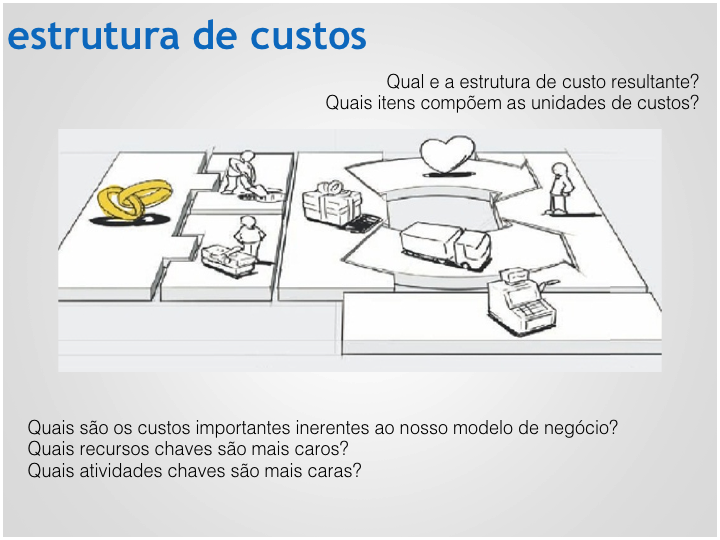 estrutura de custos
Qual e a estrutura de custo resultante?
Quais itens compõem as unidades de custos?
Quais são os custos importantes inerentes ao nosso modelo de negócio?
Quais recursos chaves são mais caros?
Quais atividades chaves são mais caras?